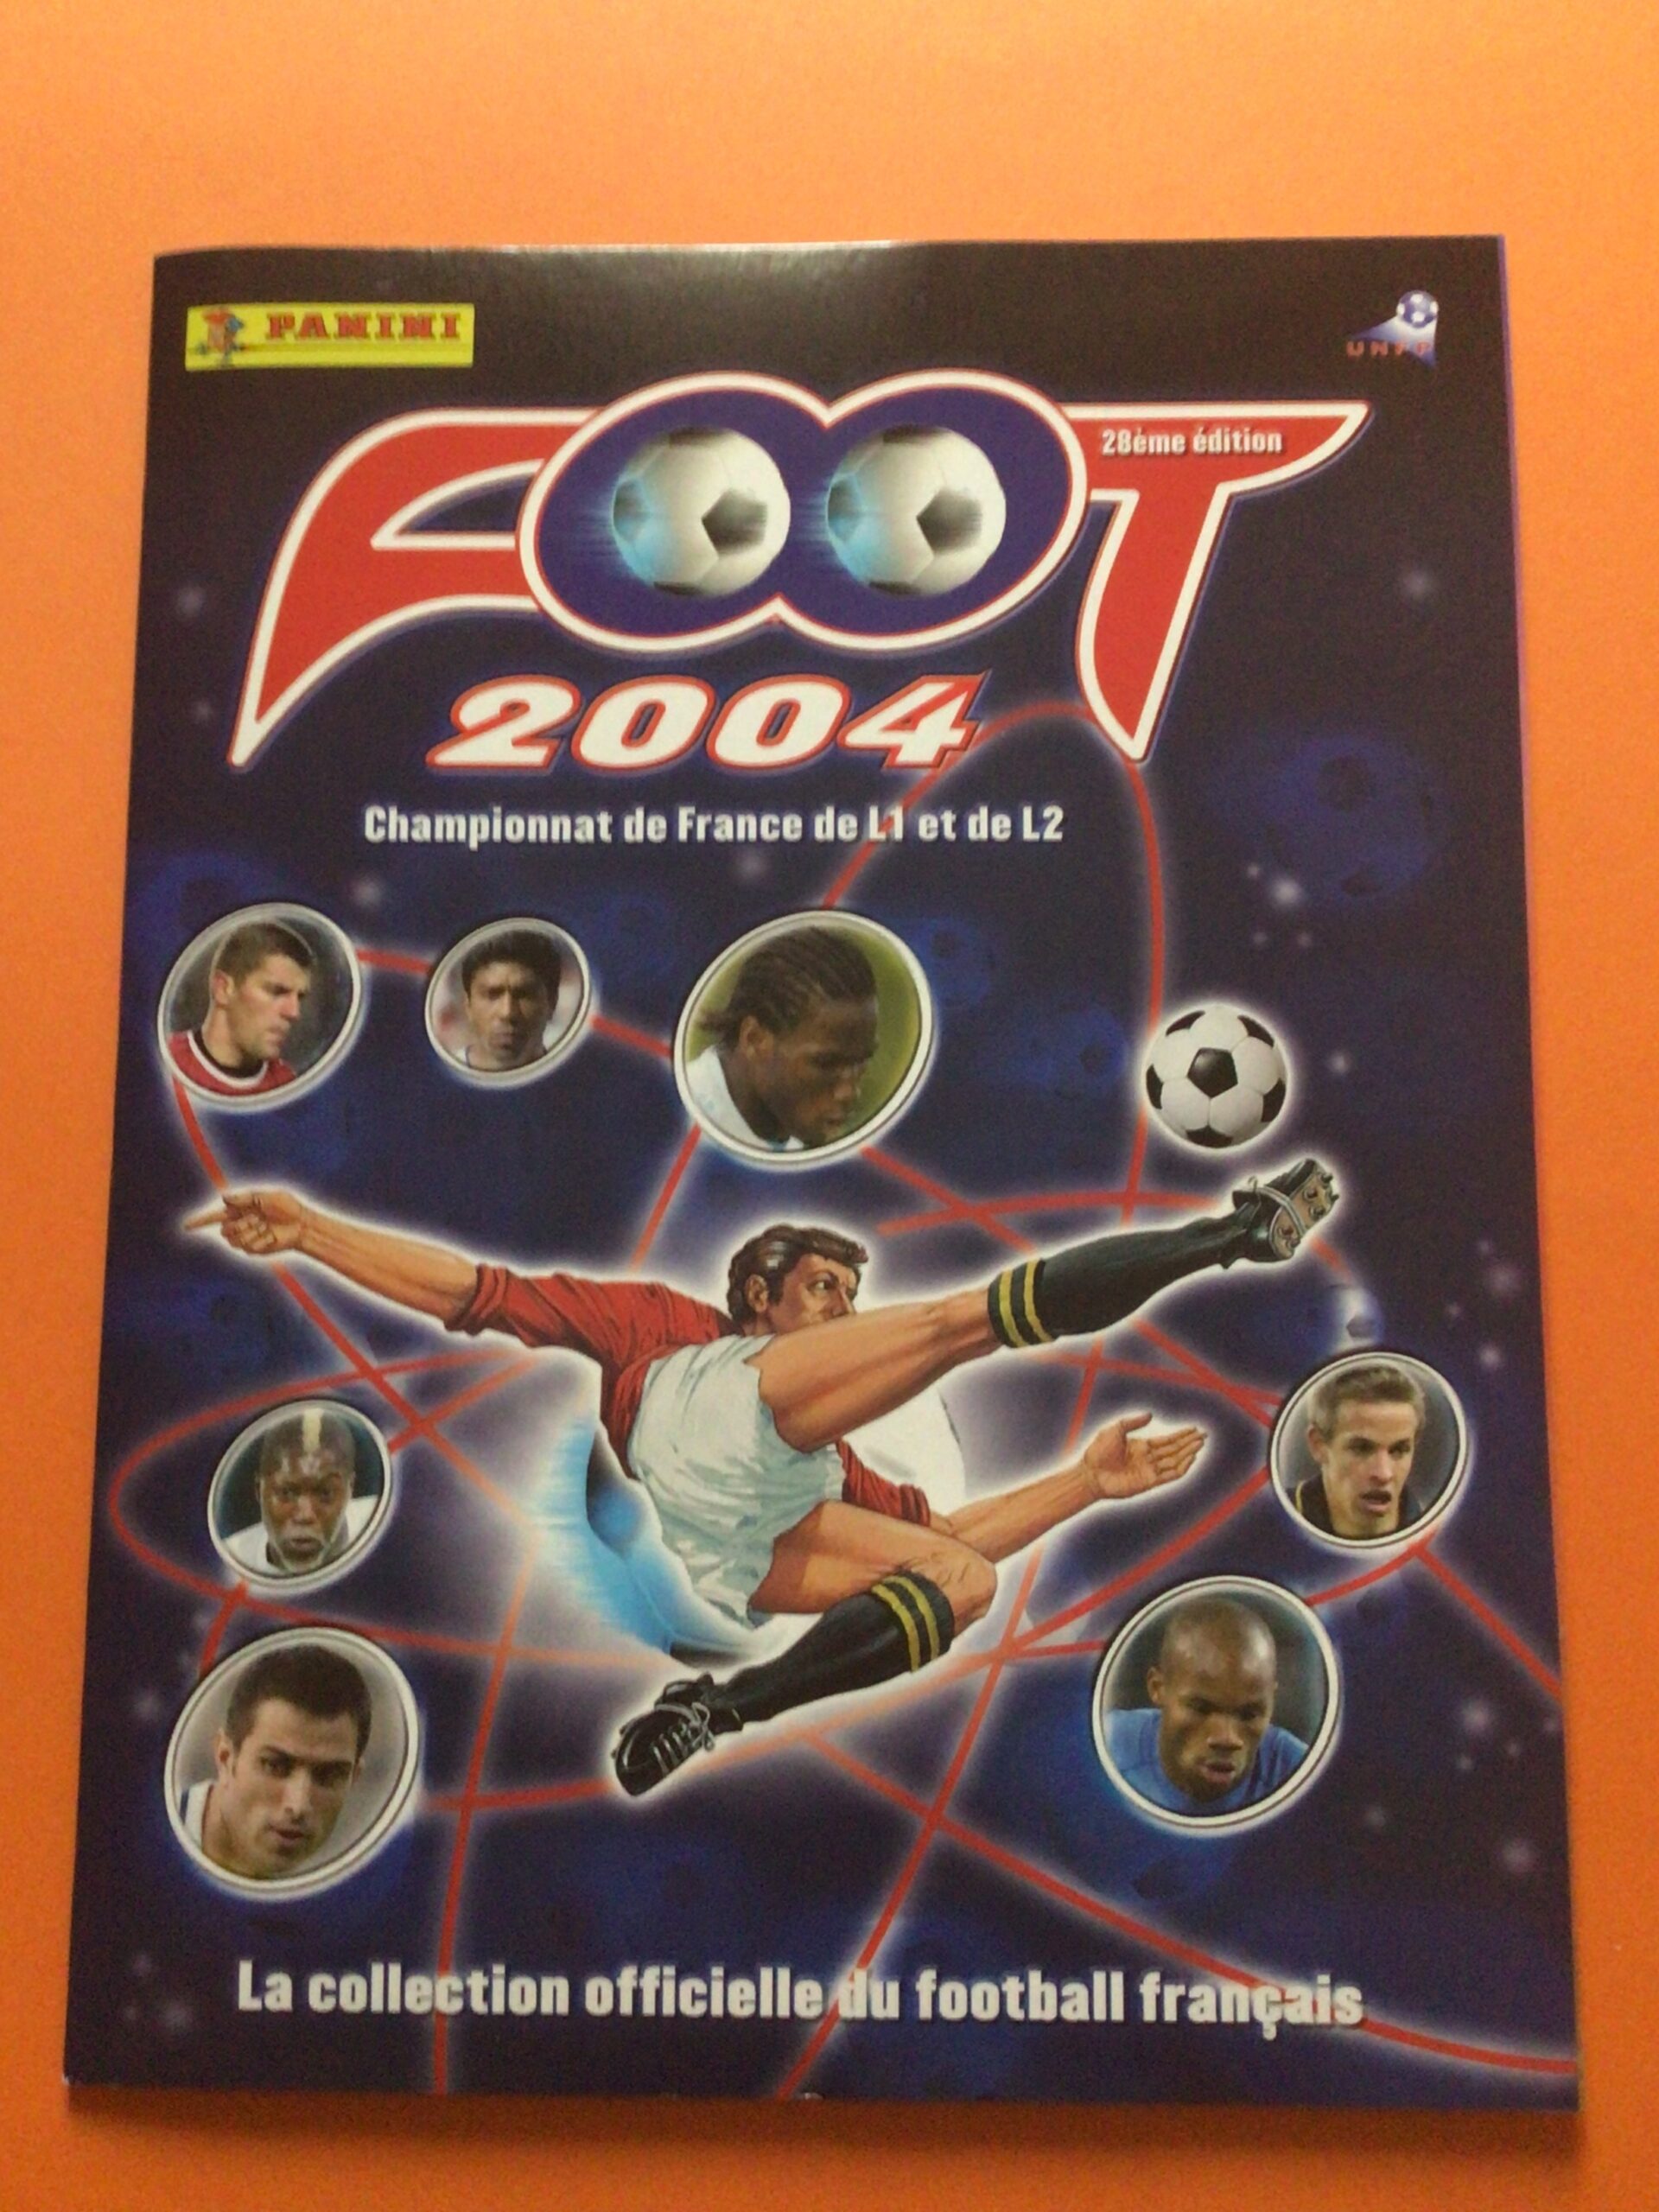 PANINI
UNFP
FOOT
28ème édition
2004
Championnat de France de L1 et de L2
La collection officielle du football français